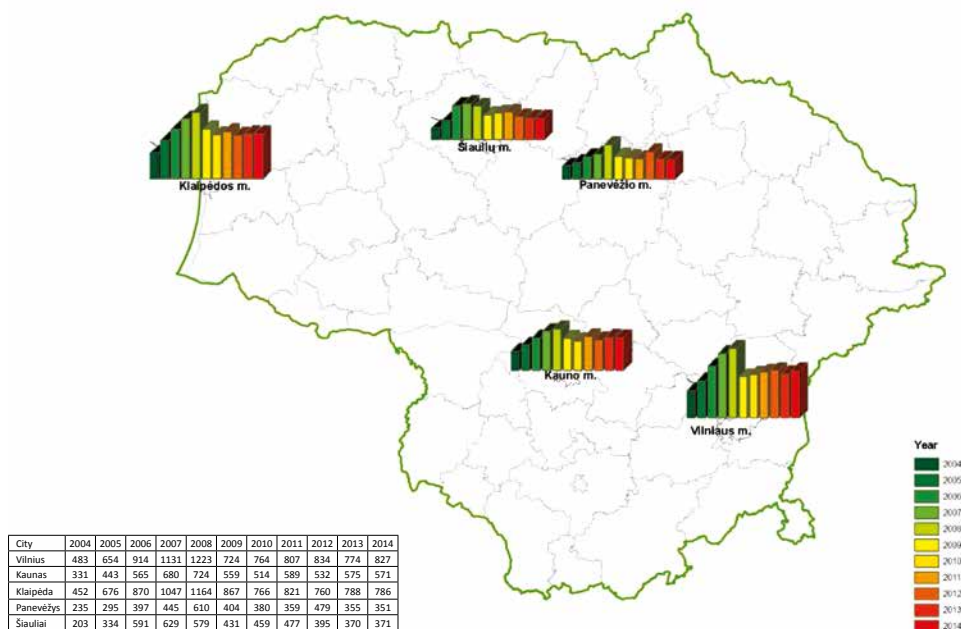 Šiaulių m.
Klaipėdos m.
Panevėžio m.
Kauno m.
Vilniaus m.
Year
2004
2005
2006
2007
2008
2009
2010
2011
2012
2013
2014
City 2004 2005 2006 2007 2008 2009 2010 2011 2012 2013 2014
Vilnius 483 654 914 1131 1223 724 764 807 834 774 827
Kaunas 331 443 565 680 724 559 514 589 532 575 571
Klaipėda 452 676 870 1047 1164 867 766 821 760 788 786
Panevėžys 235 295 397 445 610 404 380 359 479 355 351
Šiauliai 203 334 591 629 579 431 459 477 395 370 371